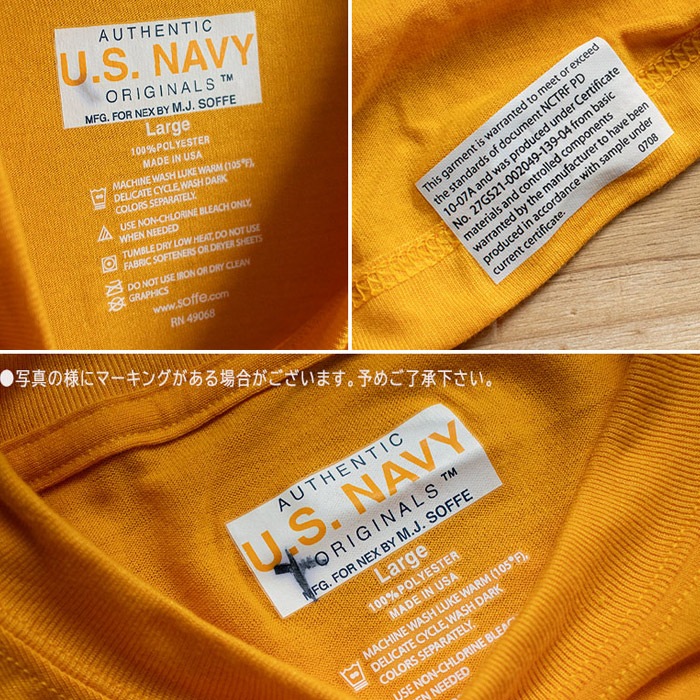 AUTHENTIC
U.S. NAVY
ORIGINALS™
MFG. FOR NEX BY M.J. SOFFE
Large
100%POLYESTER
MADE IN USA
MACHINE WASH LUKE WARM (105°F),
DELICATE CYCLE, WASH DARK
COLORS SEPARATELY.
USE NON-CHLORINE BLEACH ONLY,
WHEN NEEDED
TUMBLE DRY LOW HEAT, DO NOT USE
FABRIC SOFTENERS OR DRYER SHEETS
DO NOT USE IRON OR DRY CLEAN
GRAPHICS
www.soffe.com
RN 49068
This garment is warranted to meet or exceed
the standards of document NCTRF PD
10-07A and was produced under Certificate
No. 27GS21-002049-139-04 from basic
materials and controlled components
warranted by the manufacturer to have been
produced in accordance with sample under
current certificate.
0708
●写真の様にマーキングがある場合がございます。予めご了承下さい。
AUTHENTIC
U.S. NAVY
ORIGINALS™
MFG. FOR NEX BY M.J. SOFFE
Large
100%POLYESTER
MADE IN USA
MACHINE WASH LUKE WARM (105°F),
DELICATE CYCLE, WASH DARK
COLORS SEPARATELY.
USE NON-CHLORINE BLEACH
WHEN NEEDED